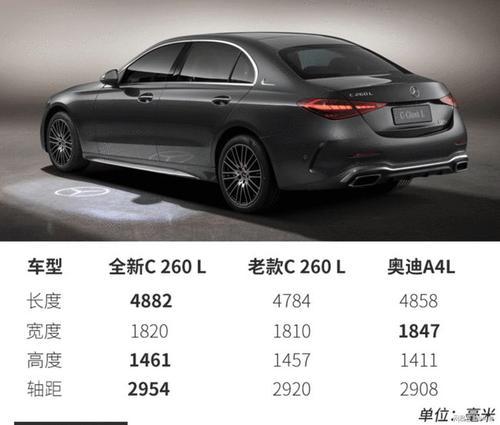 C 260 L
C-Class L
车型 全新C 260 L 老款C 260 L 奥迪A4L
长度 4882 4784 4858
宽度 1820 1810 1847
高度 1461 1457 1411
轴距 2954 2920 2908
单位：毫米